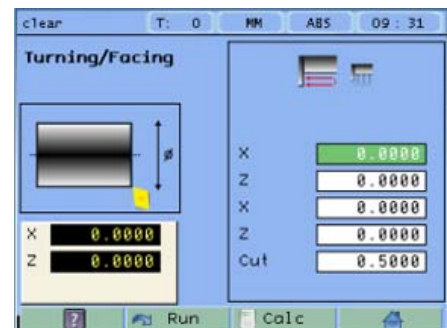 clear T: 0 MM ABS 09 : 31
Turning/Facing
ø
X 0.0000
Z 0.0000
X 0.0000
Z 0.0000
X 0.0000
Z 0.0000
Cut 0.5000
? Run Calc